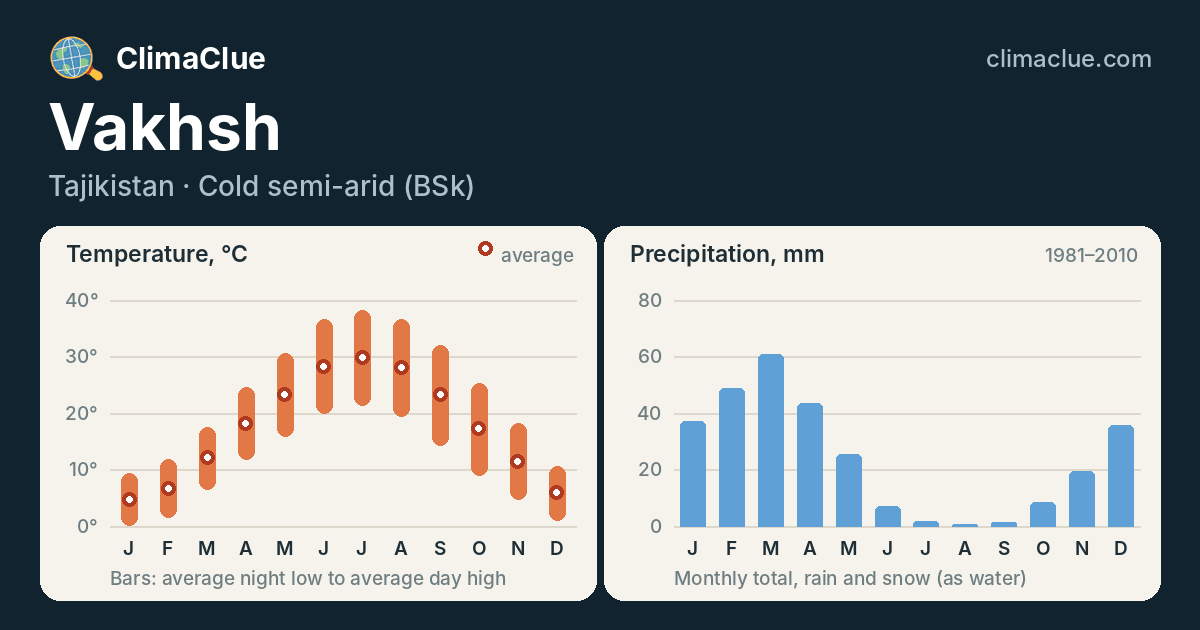 ClimaClue
climaclue.com
Vakhsh
Tajikistan · Cold semi-arid (BSk)
Temperature, °C
average
40°
30°
20°
10°
0°
J F M A M J J A S O N D
Bars: average night low to average day high
Precipitation, mm
1981–2010
80
60
40
20
0
J F M A M J J A S O N D
Monthly total, rain and snow (as water)